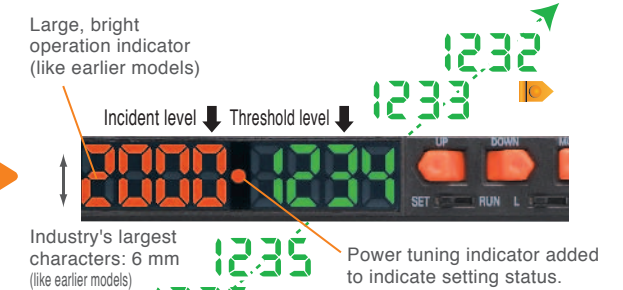 Large, bright
operation indicator
(like earlier models)
1232
1233
Incident level
Threshold level
2000
1234
UP
DOWN
SET
RUN
L
Industry's largest
characters: 6 mm
(like earlier models)
1235
Power tuning indicator added
to indicate setting status.